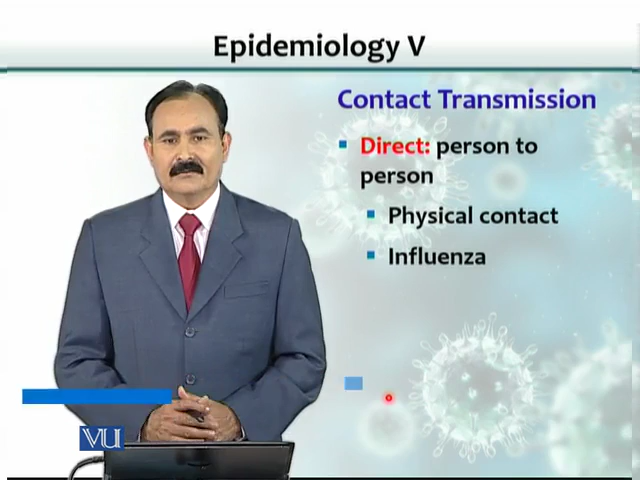 Epidemiology V
Contact Transmission
Direct: person to
person
Physical contact
Influenza
VU